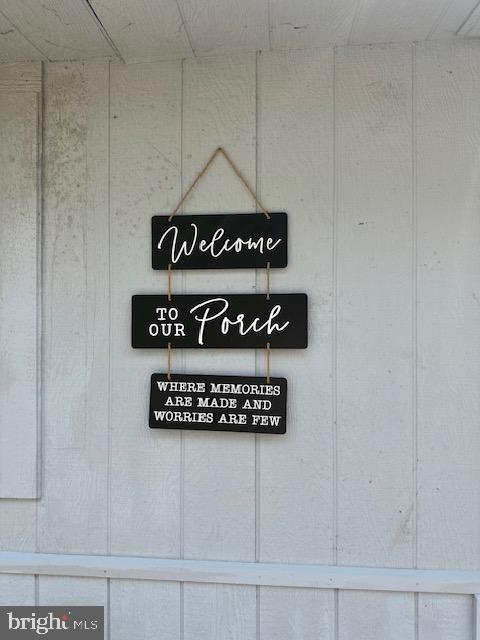 Welcome
TO OUR Porch
WHERE MEMORIES
ARE MADE AND
WORRIES ARE FEW
bright MLS